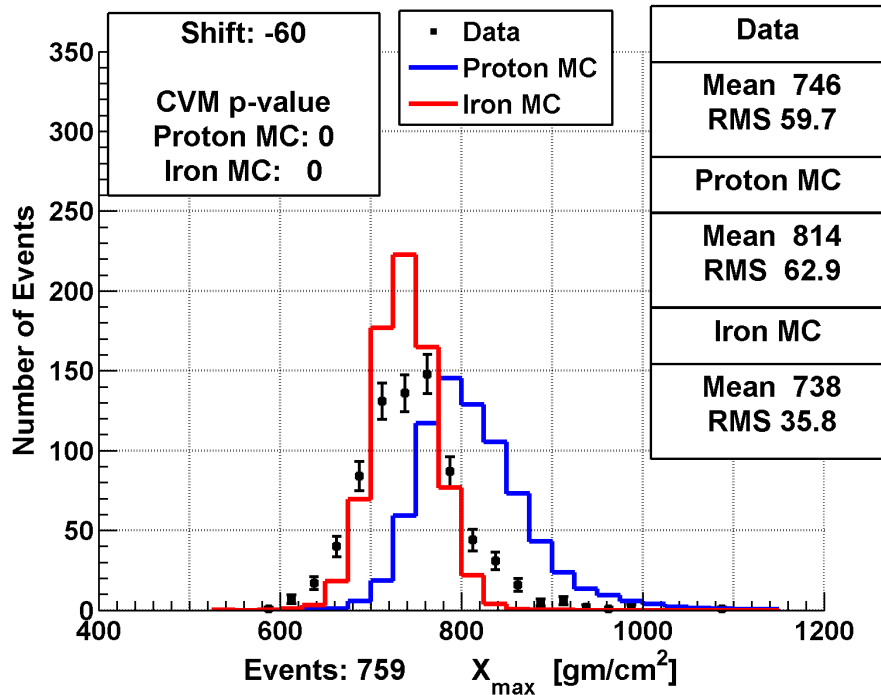 Shift: -60
CVM p-value
Proton MC: 0
Iron MC: 0
Data
Proton MC
Iron MC
Data
Mean 746
RMS 59.7
Proton MC
Mean 814
RMS 62.9
Iron MC
Mean 738
RMS 35.8
Number of Events
350
300
250
200
150
100
50
0
400 600 800 1000 1200
Events: 759 X_max [gm/cm²]